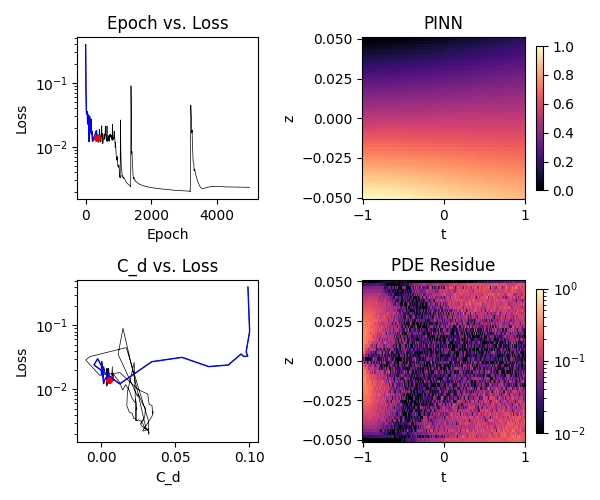 Epoch vs. Loss
Loss
10⁻¹
10⁻²
0
2000
4000
Epoch
PINN
z
0.050
0.025
0.000
−0.025
−0.050
−1
0
1
t
1.0
0.8
0.6
0.4
0.2
0.0
C_d vs. Loss
Loss
10⁻¹
10⁻²
0.00
0.05
0.10
C_d
PDE Residue
z
0.050
0.025
0.000
−0.025
−0.050
−1
0
1
t
10⁰
10⁻¹
10⁻²